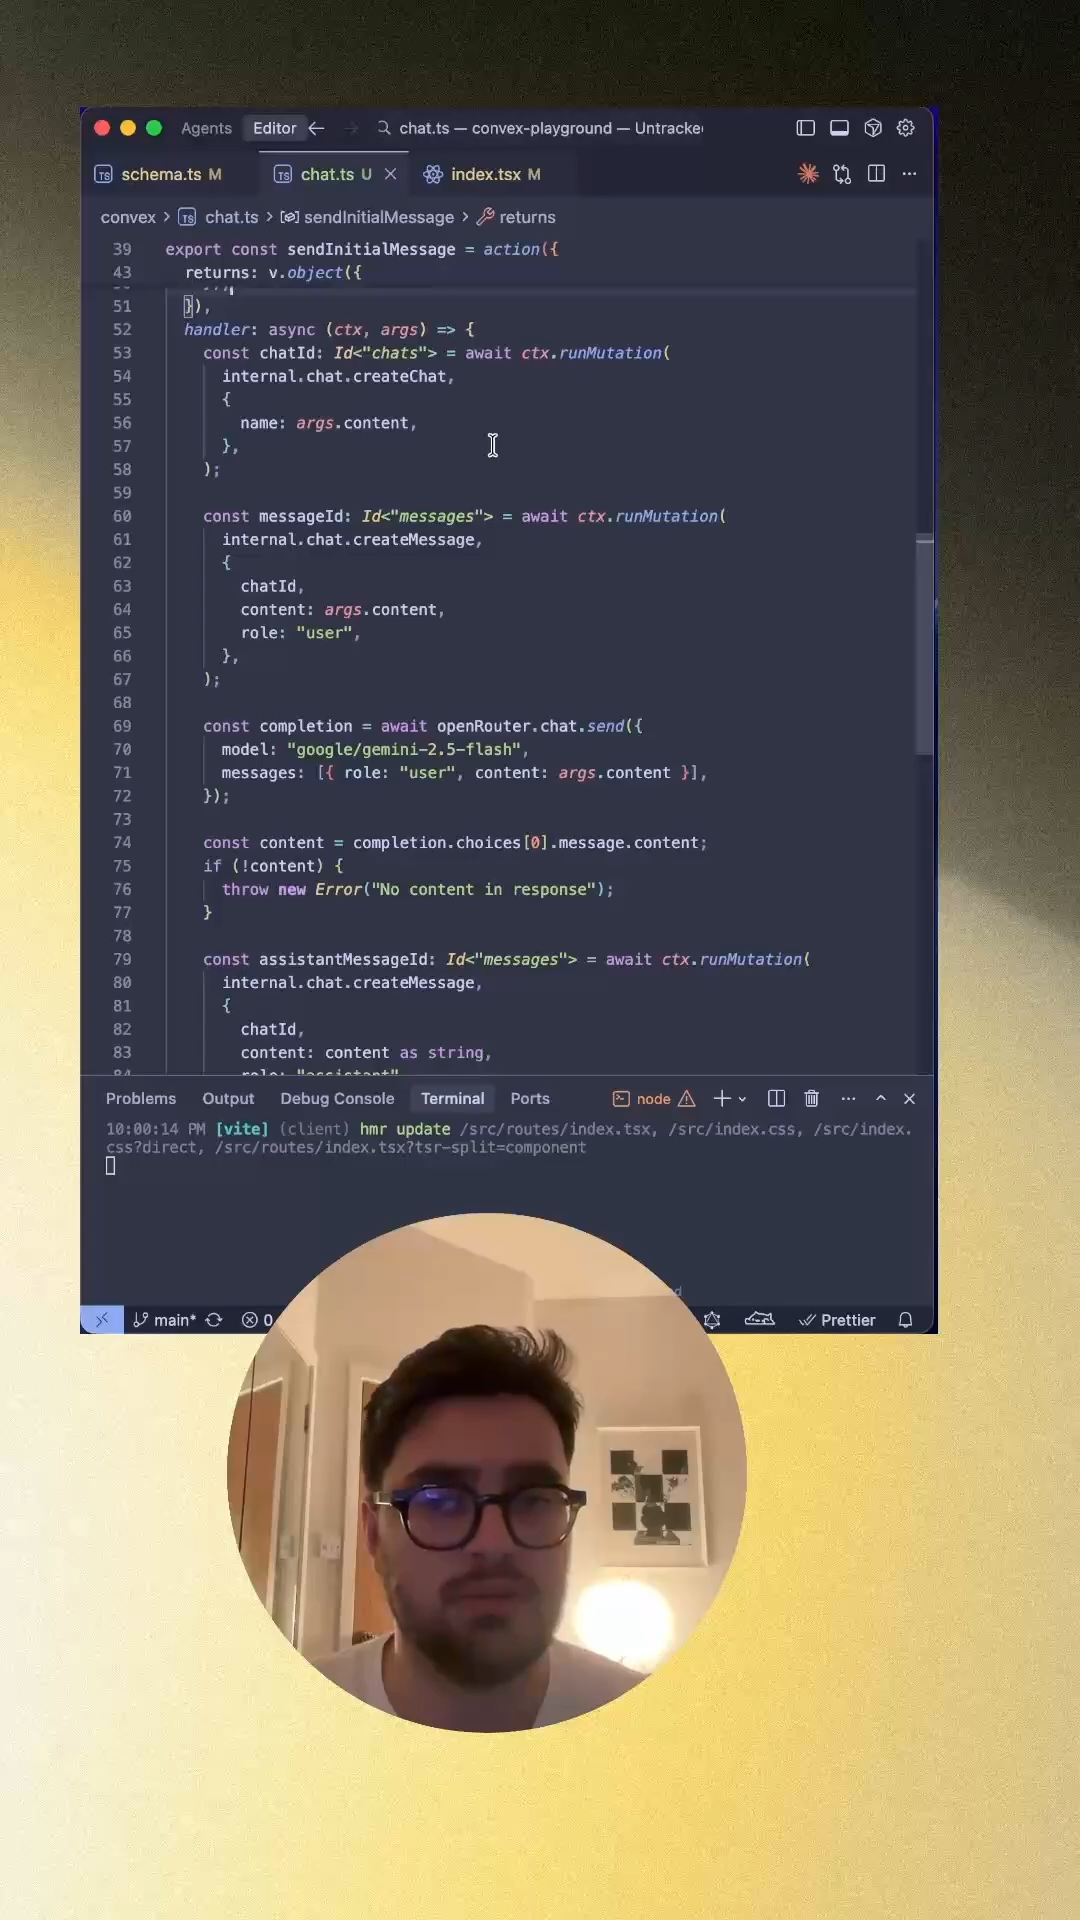 Agents Editor chat.ts — convex-playground — Untracke
schema.ts M chat.ts U index.tsx M
convex > chat.ts > sendInitialMessage > returns
39 export const sendInitialMessage = action({
43 returns: v.object({
51 }),
52 handler: async (ctx, args) => {
53 const chatId: Id<"chats"> = await ctx.runMutation(
54 internal.chat.createChat,
55 {
56 name: args.content,
57 },
58 );
59
60 const messageId: Id<"messages"> = await ctx.runMutation(
61 internal.chat.createMessage,
62 {
63 chatId,
64 content: args.content,
65 role: "user",
66 },
67 );
68
69 const completion = await openRouter.chat.send({
70 model: "google/gemini-2.5-flash",
71 messages: [{ role: "user", content: args.content }],
72 });
73
74 const content = completion.choices[0].message.content;
75 if (!content) {
76 throw new Error("No content in response");
77 }
78
79 const assistantMessageId: Id<"messages"> = await ctx.runMutation(
80 internal.chat.createMessage,
81 {
82 chatId,
83 content: content as string,
84 role: "assistant"
Problems Output Debug Console Terminal Ports node
10:00:14 PM [vite] (client) hmr update /src/routes/index.tsx, /src/index.css, /src/index.
css?direct, /src/routes/index.tsx?tsr-split=component
main* 0 Prettier